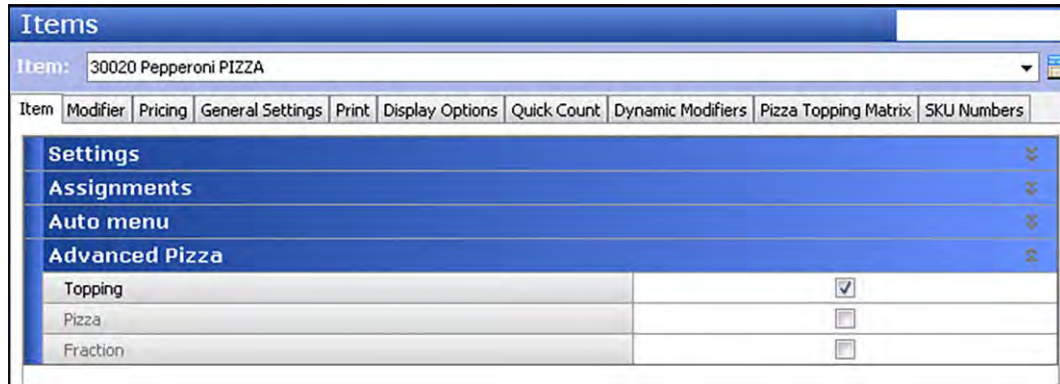 Items
Item: 30020 Pepperoni PIZZA
Item Modifier Pricing General Settings Print Display Options Quick Count Dynamic Modifiers Pizza Topping Matrix SKU Numbers
Settings
Assignments
Auto menu
Advanced Pizza
Topping
Pizza
Fraction